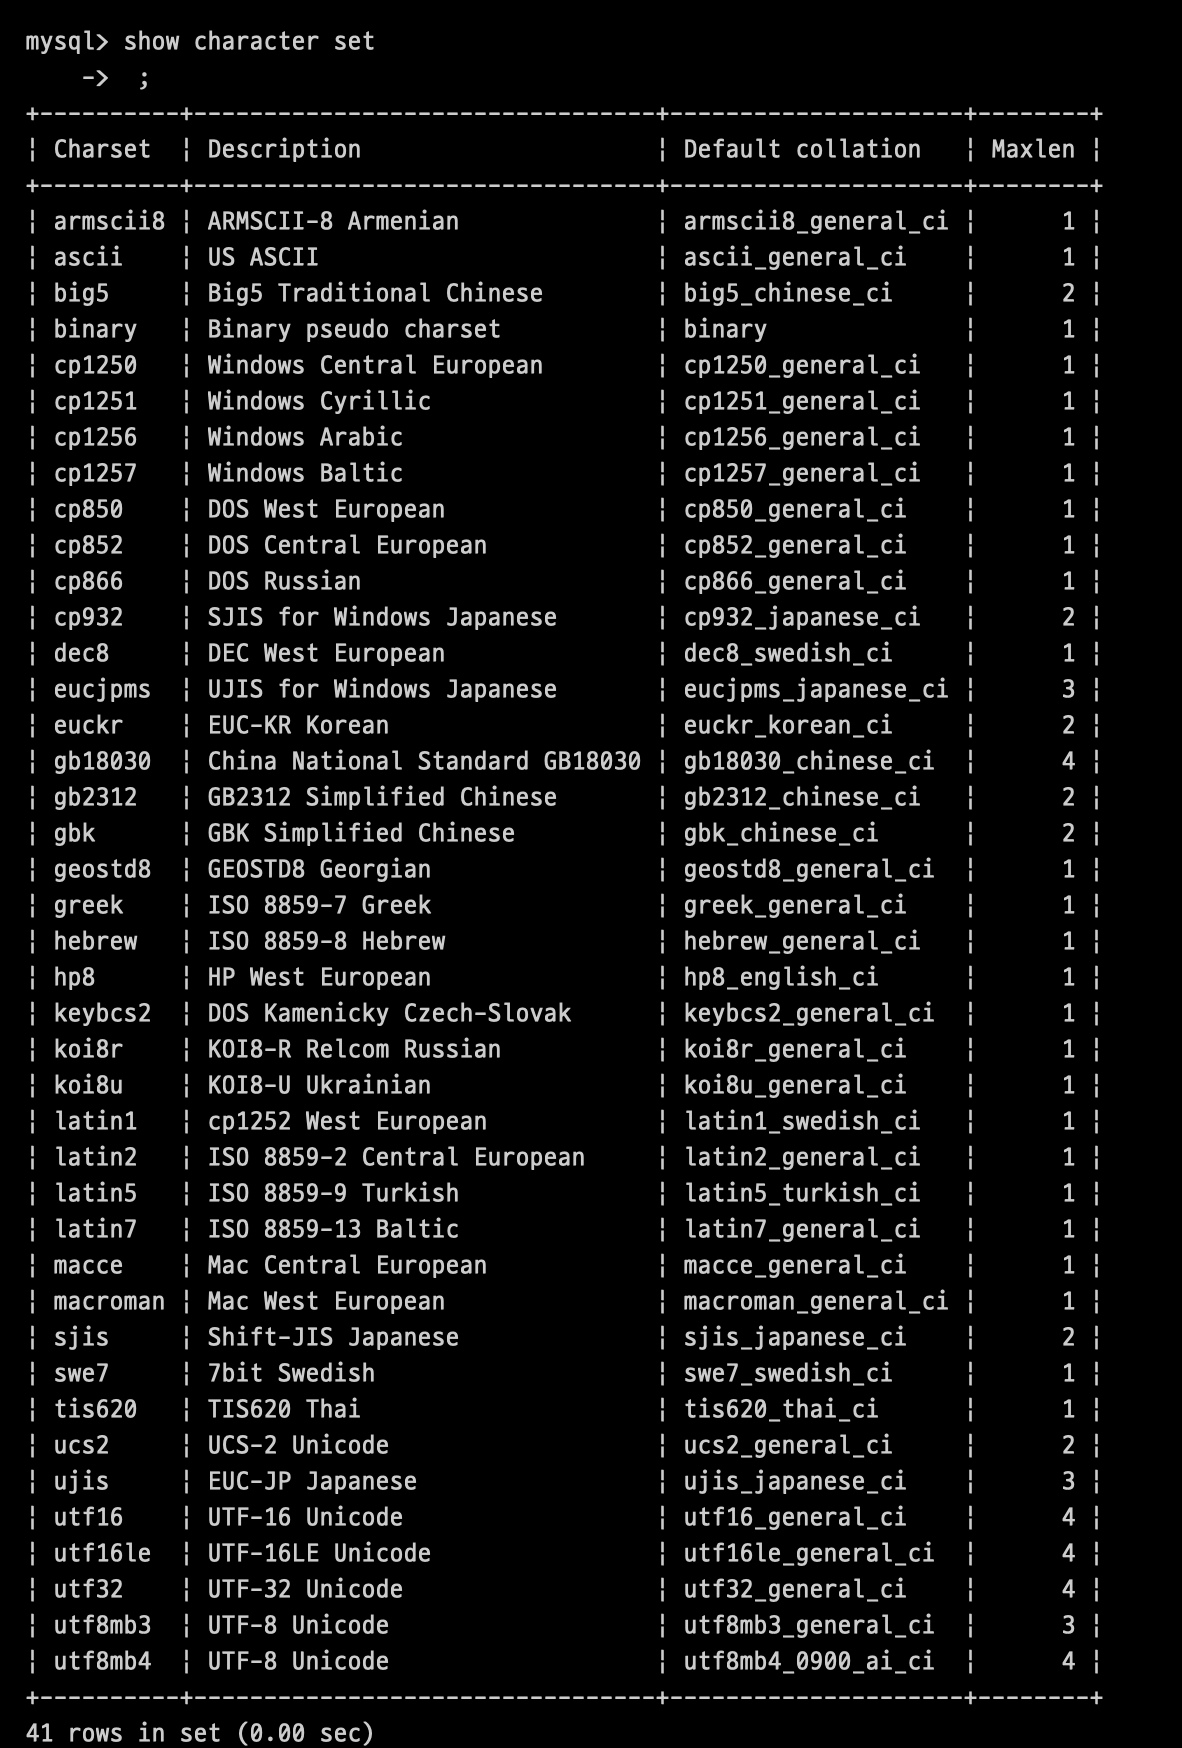 mysql> show character set
    ->  ;
+----------+---------------------------------+---------------------+--------+
| Charset  | Description                     | Default collation   | Maxlen |
+----------+---------------------------------+---------------------+--------+
| armscii8 | ARMSCII-8 Armenian              | armscii8_general_ci |      1 |
| ascii    | US ASCII                        | ascii_general_ci    |      1 |
| big5     | Big5 Traditional Chinese        | big5_chinese_ci     |      2 |
| binary   | Binary pseudo charset           | binary              |      1 |
| cp1250   | Windows Central European        | cp1250_general_ci   |      1 |
| cp1251   | Windows Cyrillic                | cp1251_general_ci   |      1 |
| cp1256   | Windows Arabic                  | cp1256_general_ci   |      1 |
| cp1257   | Windows Baltic                  | cp1257_general_ci   |      1 |
| cp850    | DOS West European               | cp850_general_ci    |      1 |
| cp852    | DOS Central European            | cp852_general_ci    |      1 |
| cp866    | DOS Russian                     | cp866_general_ci    |      1 |
| cp932    | SJIS for Windows Japanese       | cp932_japanese_ci   |      2 |
| dec8     | DEC West European               | dec8_swedish_ci     |      1 |
| eucjpms  | UJIS for Windows Japanese       | eucjpms_japanese_ci |      3 |
| euckr    | EUC-KR Korean                   | euckr_korean_ci     |      2 |
| gb18030  | China National Standard GB18030 | gb18030_chinese_ci  |      4 |
| gb2312   | GB2312 Simplified Chinese       | gb2312_chinese_ci   |      2 |
| gbk      | GBK Simplified Chinese          | gbk_chinese_ci      |      2 |
| geostd8  | GEOSTD8 Georgian                | geostd8_general_ci  |      1 |
| greek    | ISO 8859-7 Greek                | greek_general_ci    |      1 |
| hebrew   | ISO 8859-8 Hebrew               | hebrew_general_ci   |      1 |
| hp8      | HP West European                | hp8_english_ci      |      1 |
| keybcs2  | DOS Kamenicky Czech-Slovak      | keybcs2_general_ci  |      1 |
| koi8r    | KOI8-R Relcom Russian           | koi8r_general_ci    |      1 |
| koi8u    | KOI8-U Ukrainian                | koi8u_general_ci    |      1 |
| latin1   | cp1252 West European            | latin1_swedish_ci   |      1 |
| latin2   | ISO 8859-2 Central European     | latin2_general_ci   |      1 |
| latin5   | ISO 8859-9 Turkish              | latin5_turkish_ci   |      1 |
| latin7   | ISO 8859-13 Baltic              | latin7_general_ci   |      1 |
| macce    | Mac Central European            | macce_general_ci    |      1 |
| macroman | Mac West European               | macroman_general_ci |      1 |
| sjis     | Shift-JIS Japanese              | sjis_japanese_ci    |      2 |
| swe7     | 7bit Swedish                    | swe7_swedish_ci     |      1 |
| tis620   | TIS620 Thai                     | tis620_thai_ci      |      1 |
| ucs2     | UCS-2 Unicode                   | ucs2_general_ci     |      2 |
| ujis     | EUC-JP Japanese                 | ujis_japanese_ci    |      3 |
| utf16    | UTF-16 Unicode                  | utf16_general_ci    |      4 |
| utf16le  | UTF-16LE Unicode                | utf16le_general_ci  |      4 |
| utf32    | UTF-32 Unicode                  | utf32_general_ci    |      4 |
| utf8mb3  | UTF-8 Unicode                   | utf8mb3_general_ci  |      3 |
| utf8mb4  | UTF-8 Unicode                   | utf8mb4_0900_ai_ci  |      4 |
+----------+---------------------------------+---------------------+--------+
41 rows in set (0.00 sec)